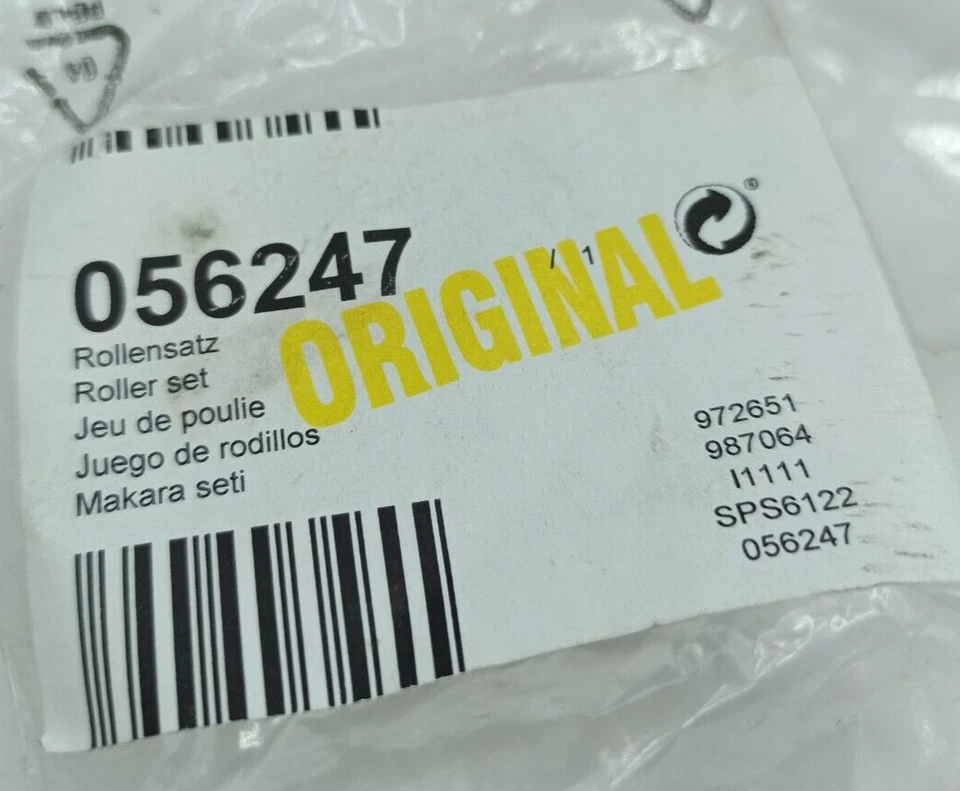 04
056247
/ 1
ORIGINAL
®
Rollensatz
Roller set
Jeu de poulie
Juego de rodillos
Makara seti
972651
987064
I1111
SPS6122
056247